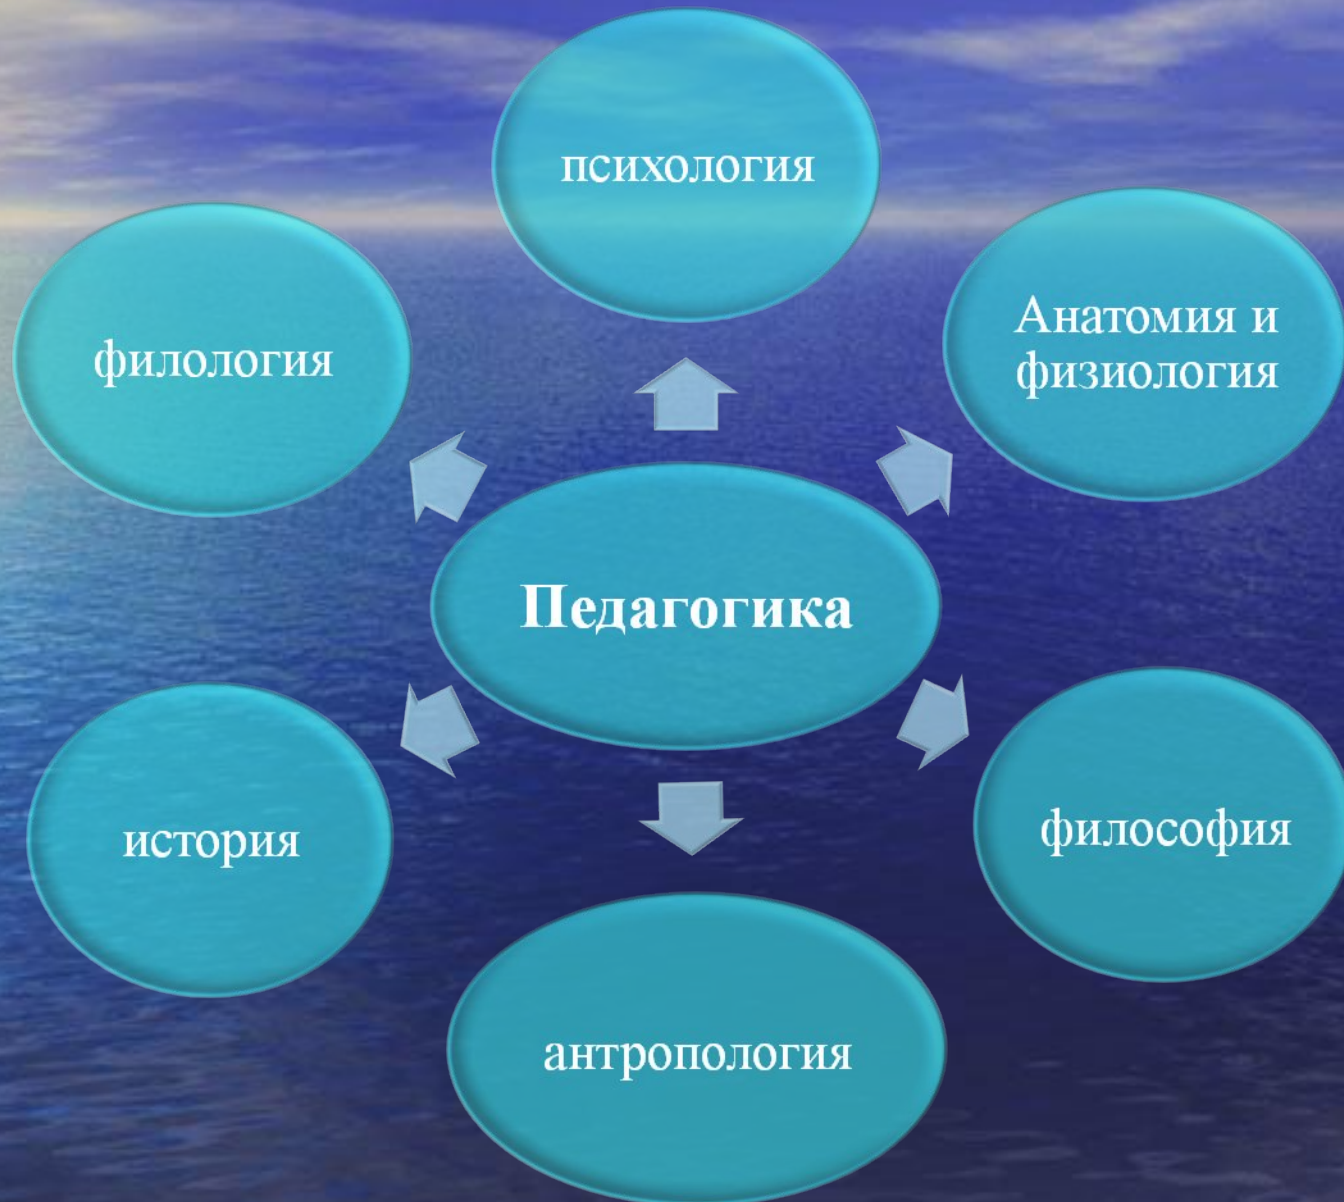 психология
Анатомия и
физиология
филология
Педагогика
философия
история
антропология